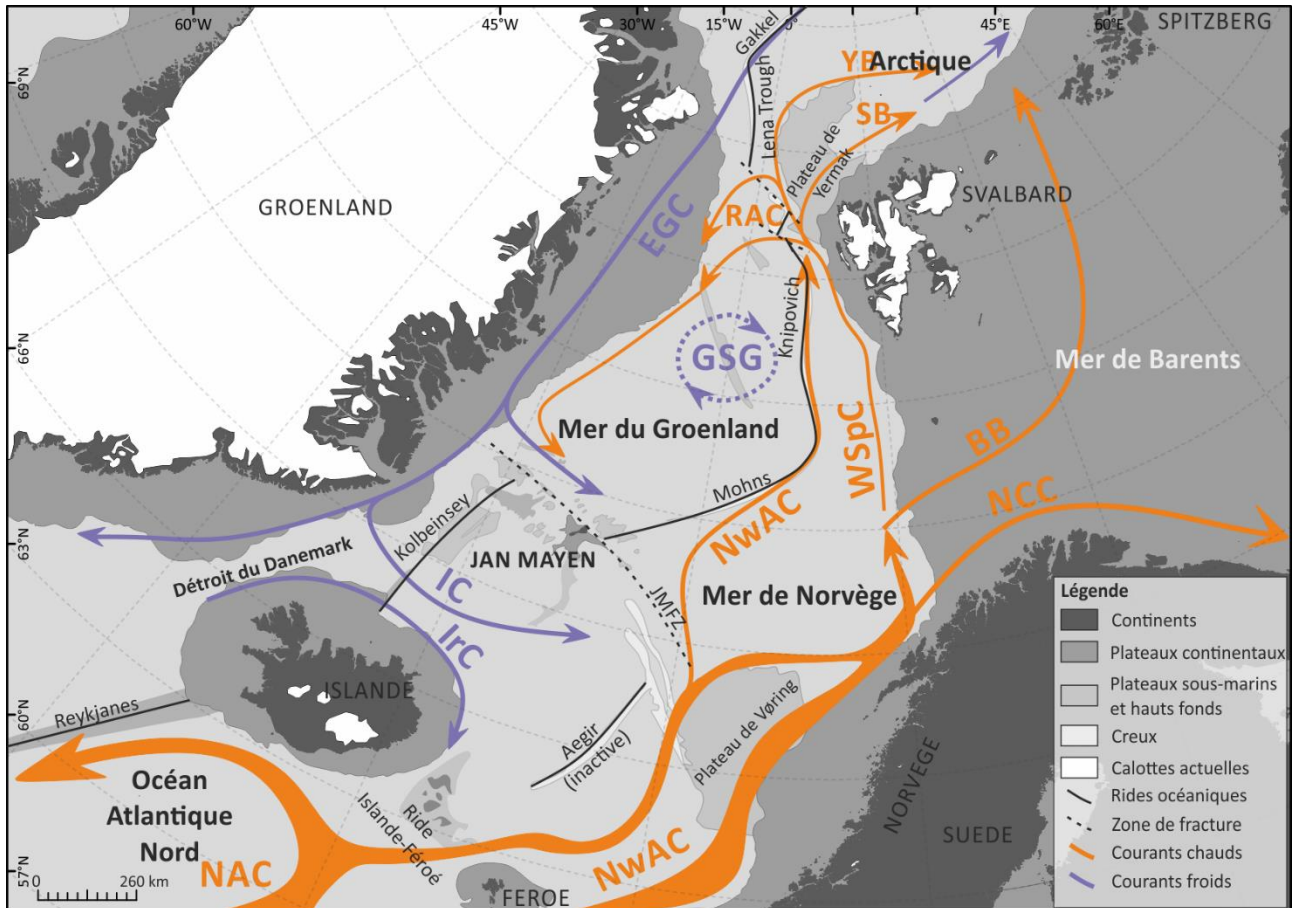 60°W
45°W
30°W
15°W
0°
45°E
60°E
SPITZBERG
69°N
66°N
63°N
60°N
57°N
Gakkel
YB
Arctique
SB
Lena Trough
Plateau de
Yermak
GROENLAND
SVALBARD
EGC
RAC
Knipovich
GSG
Mer de Barents
Mer du Groenland
WSpC
BB
NCC
Mohns
NwAC
Kolbeinsey
JAN MAYEN
Détroit du Danemark
IC
JMFZ
Mer de Norvège
IrC
ISLANDE
Reykjanes
Aegir
(inactive)
Plateau de Vøring
Océan
Atlantique
Nord
NAC
Ride
Islande-Féroé
NwAC
FEROE
NORVEGE
SUEDE
50
260 km
Légende
Continents
Plateaux continentaux
Plateaux sous-marins
et hauts fonds
Creux
Calottes actuelles
Rides océaniques
Zone de fracture
Courants chauds
Courants froids